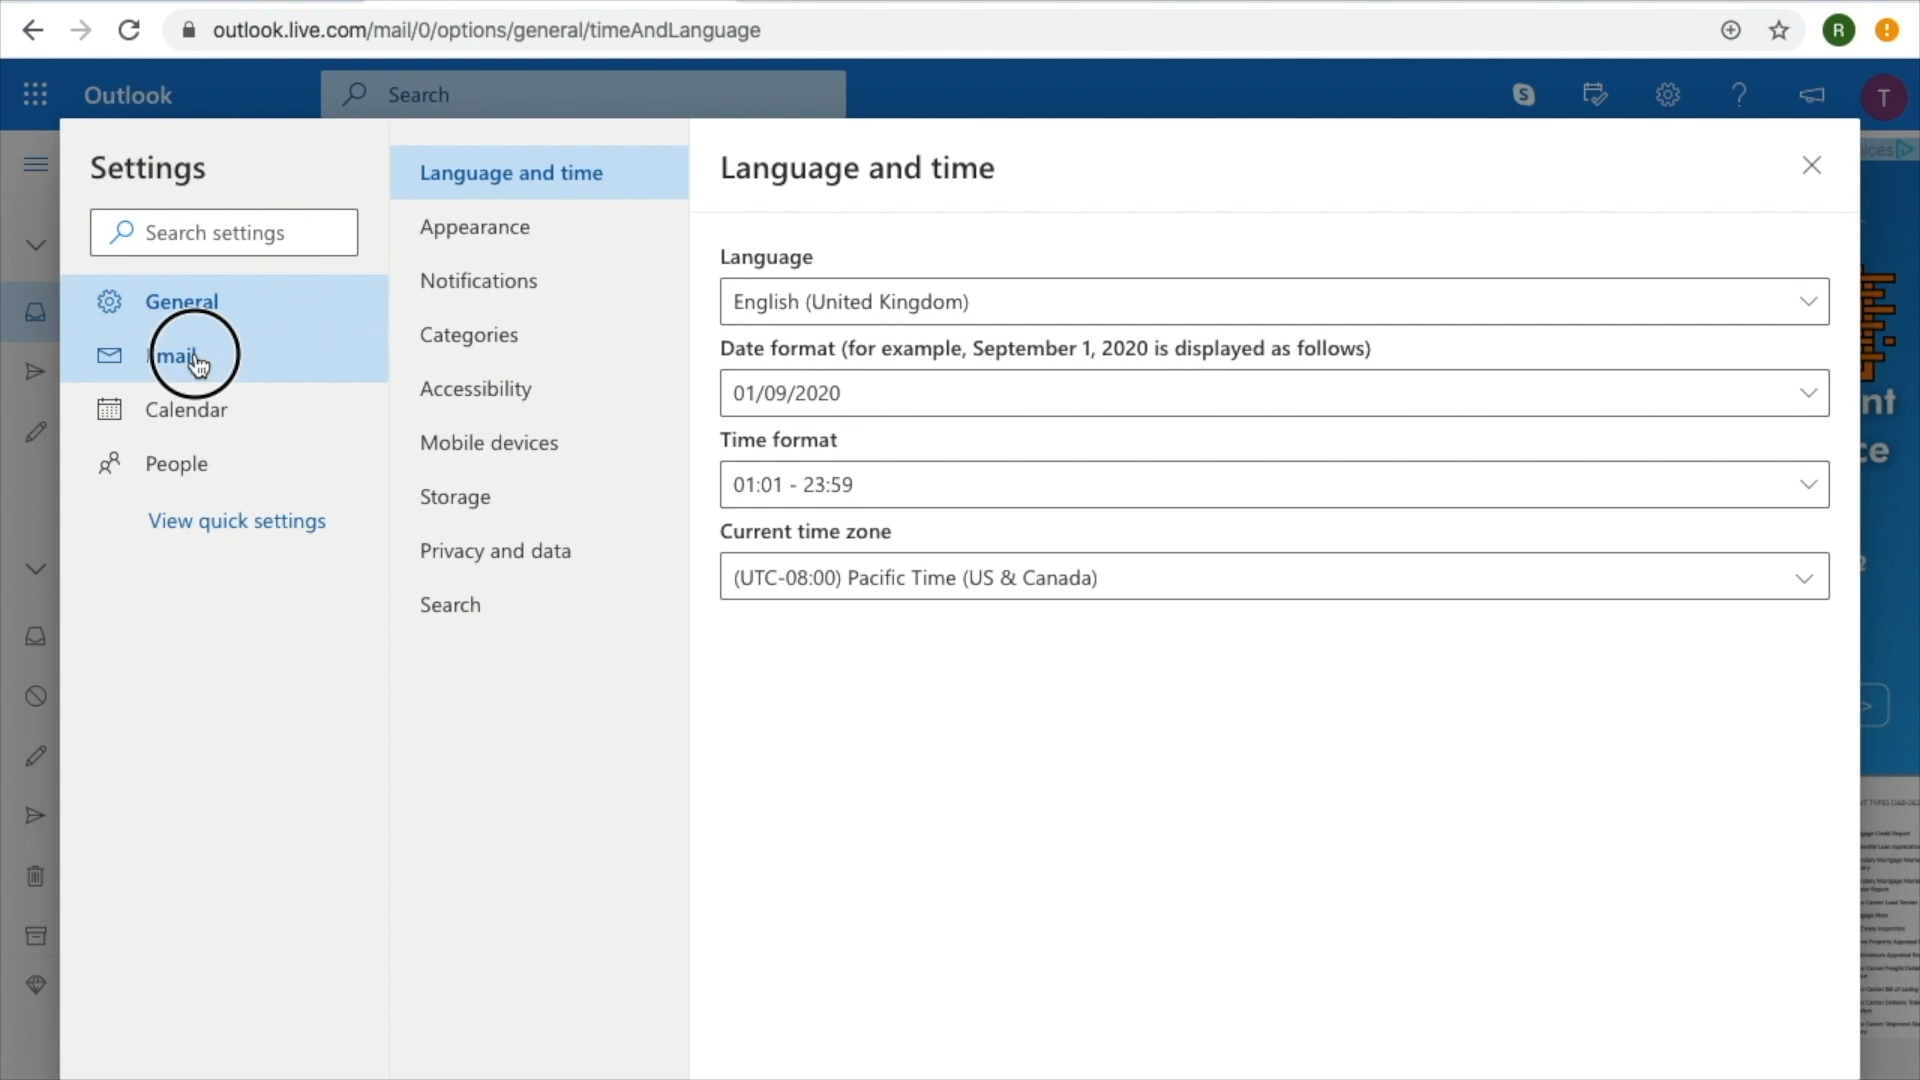 outlook.live.com/mail/0/options/general/timeAndLanguage
R
Outlook
Search
T
Settings
Search settings
General
mail
Calendar
People
View quick settings
Language and time
Appearance
Notifications
Categories
Accessibility
Mobile devices
Storage
Privacy and data
Search
Language and time
Language
English (United Kingdom)
Date format (for example, September 1, 2020 is displayed as follows)
01/09/2020
Time format
01:01 - 23:59
Current time zone
(UTC-08:00) Pacific Time (US & Canada)
ices
nt
ce